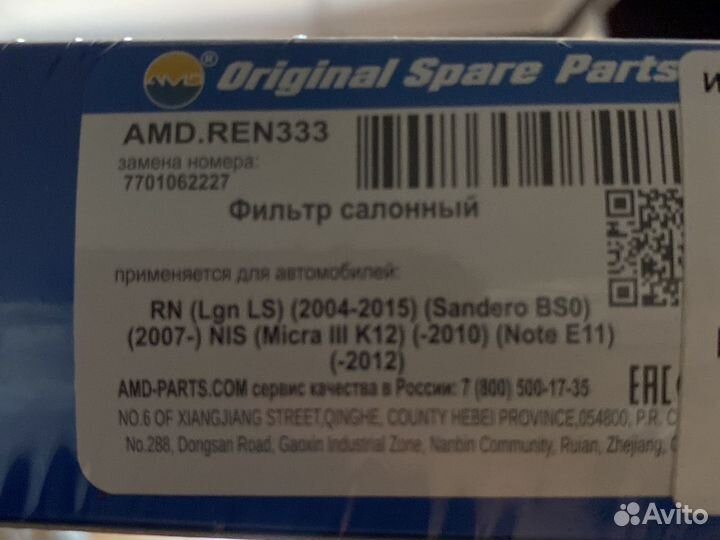 AMD ® Original Spare Parts
AMD.REN333
замена номера:
7701062227
Фильтр салонный
применяется для автомобилей:
RN (Lgn LS) (2004-2015) (Sandero BS0)
(2007-) NIS (Micra III K12) (-2010) (Note E11)
(-2012)
AMD-PARTS.COM сервис качества в России: 7 (800) 500-17-35
EAC
NO.6 OF XIANGJIANG STREET,QINGHE, COUNTY HEBEI PROVINCE,054800, P.R. C
No.288, Dongsan Road, Gaoxin Industrial Zone, Nanbin Community, Ruian, Zhejiang,
Avito